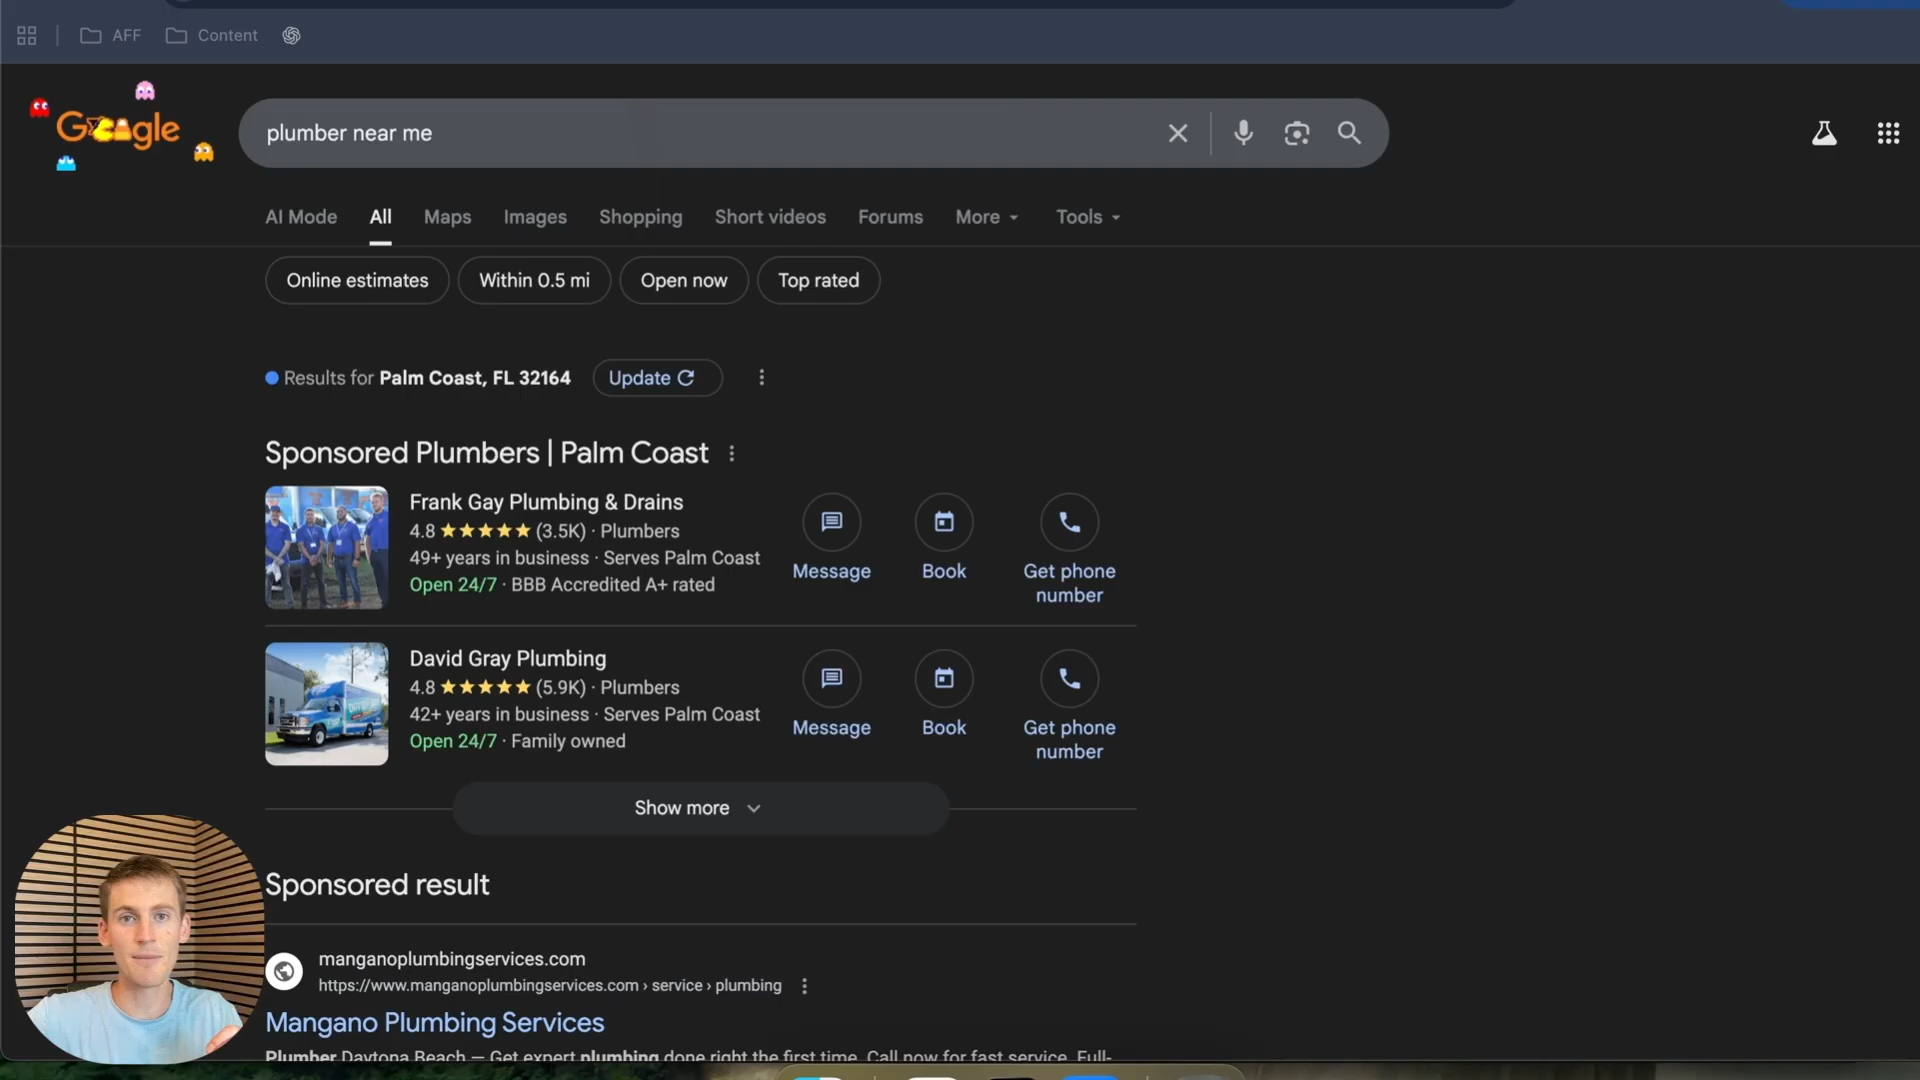 AFF
Content
Google
plumber near me
AI Mode
All
Maps
Images
Shopping
Short videos
Forums
More
Tools
Online estimates
Within 0.5 mi
Open now
Top rated
Results for Palm Coast, FL 32164
Update
Sponsored Plumbers | Palm Coast
Frank Gay Plumbing & Drains
4.8 ★★★★★ (3.5K) · Plumbers
49+ years in business · Serves Palm Coast
Open 24/7 · BBB Accredited A+ rated
Message
Book
Get phone
number
David Gray Plumbing
4.8 ★★★★★ (5.9K) · Plumbers
42+ years in business · Serves Palm Coast
Open 24/7 · Family owned
Message
Book
Get phone
number
Show more
Sponsored result
manganoplumbingservices.com
https://www.manganoplumbingservices.com › service › plumbing
Mangano Plumbing Services
Plumber Daytona Beach — Get expert plumbing done right the first time. Call now for fast service. Full-